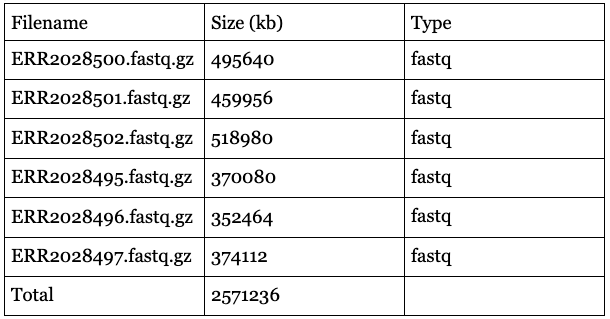 Filename Size (kb) Type
ERR2028500.fastq.gz 495640 fastq
ERR2028501.fastq.gz 459956 fastq
ERR2028502.fastq.gz 518980 fastq
ERR2028495.fastq.gz 370080 fastq
ERR2028496.fastq.gz 352464 fastq
ERR2028497.fastq.gz 374112 fastq
Total 2571236